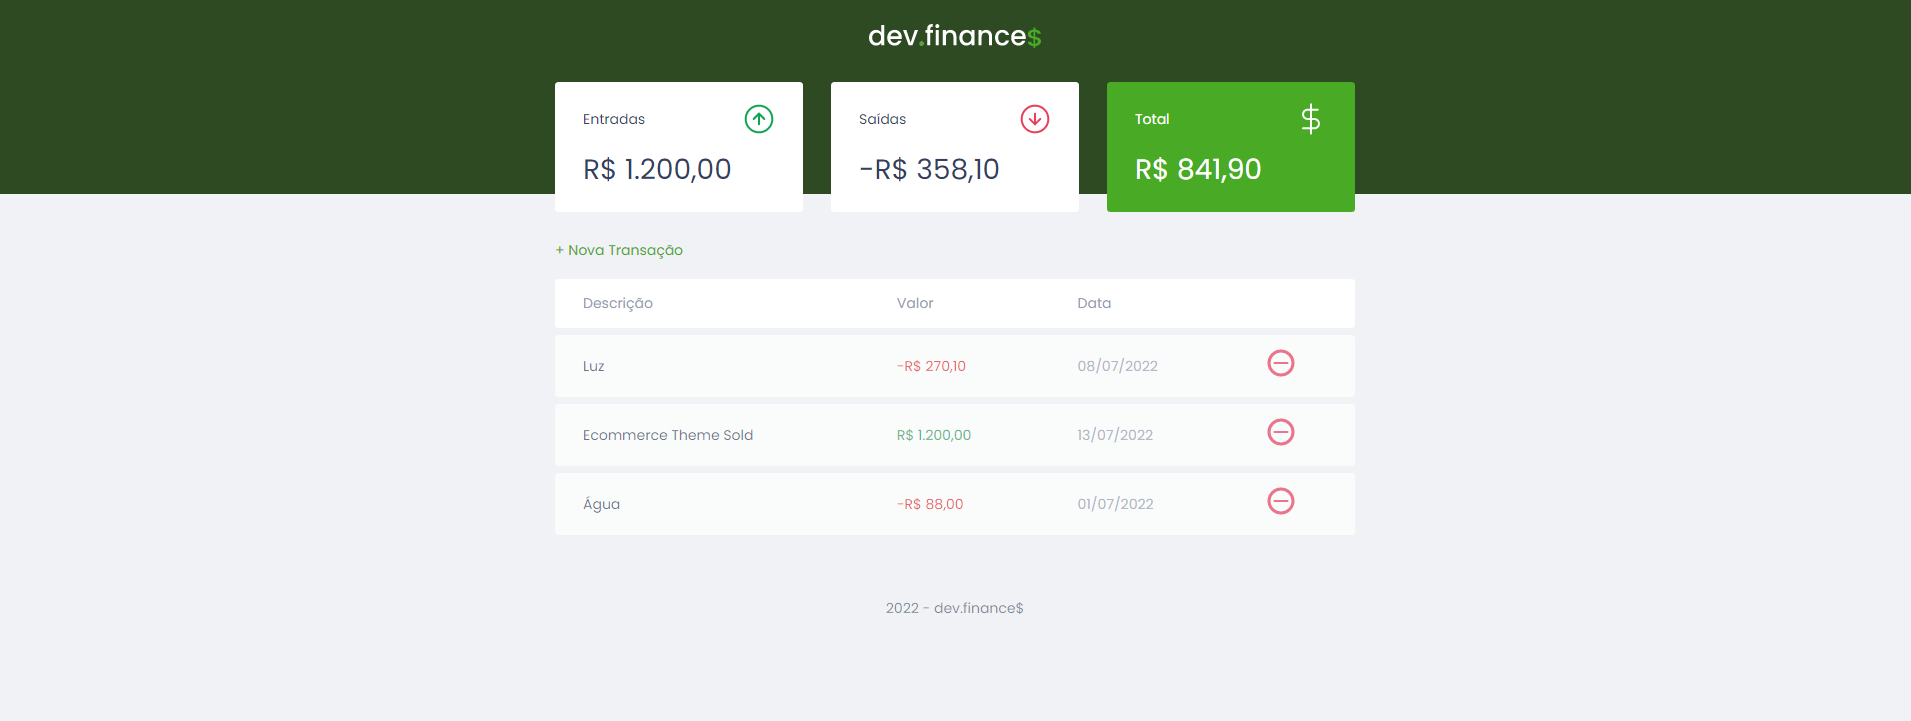 dev.finance$
Entradas
R$ 1.200,00
Saídas
-R$ 358,10
Total
$
R$ 841,90
+ Nova Transação
Descrição Valor Data
Luz -R$ 270,10 08/07/2022
Ecommerce Theme Sold R$ 1.200,00 13/07/2022
Água -R$ 88,00 01/07/2022
2022 - dev.finance$